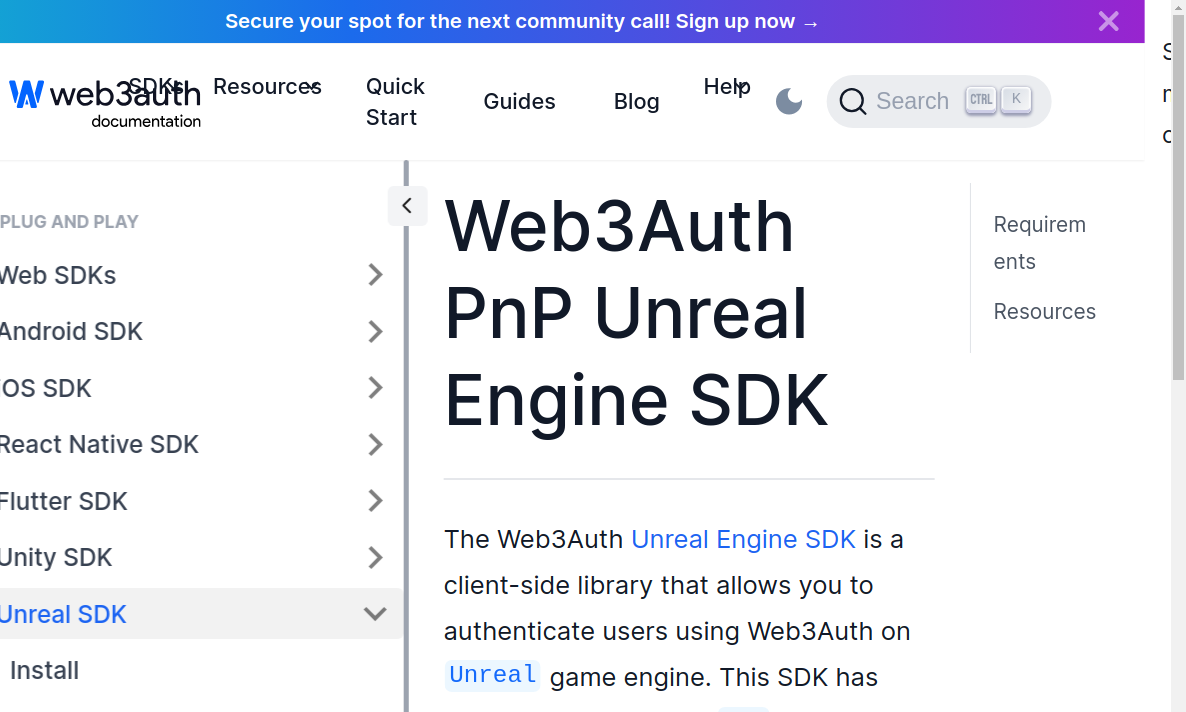 Secure your spot for the next community call! Sign up now →
web3auth
documentation
SDKs
Resources
Quick
Start
Guides
Blog
Help
Search CTRL K
PLUG AND PLAY
Web SDKs
Android SDK
iOS SDK
React Native SDK
Flutter SDK
Unity SDK
Unreal SDK
Install
Web3Auth
PnP Unreal
Engine SDK
The Web3Auth Unreal Engine SDK is a
client-side library that allows you to
authenticate users using Web3Auth on
Unreal game engine. This SDK has
Requirem
ents
Resources